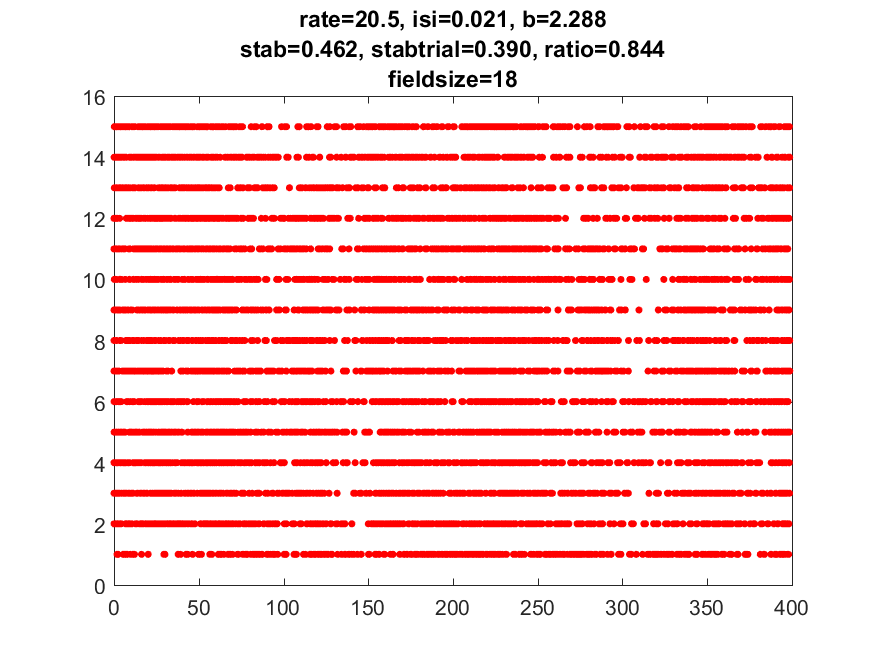 rate=20.5, isi=0.021, b=2.288
stab=0.462, stabtrial=0.390, ratio=0.844
fieldsize=18
16
14
12
10
8
6
4
2
0
0 50 100 150 200 250 300 350 400